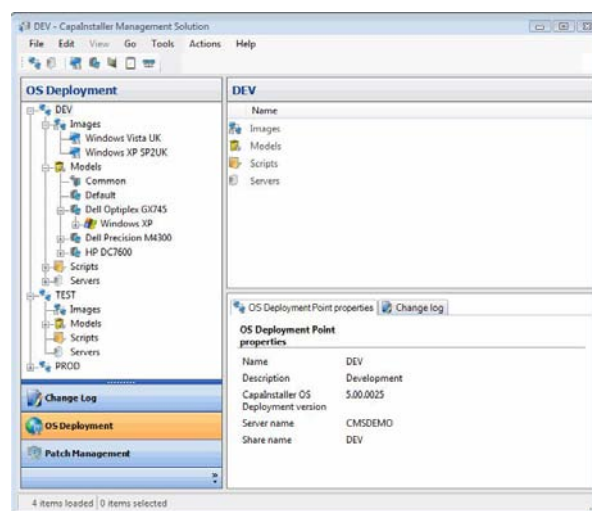 DEV - CapaInstaller Management Solution
File Edit View Go Tools Actions Help
OS Deployment
DEV
Images
Windows Vista UK
Windows XP SP2UK
Models
Common
Default
Dell Optiplex GX745
Windows XP
Dell Precision M4300
HP DC7600
Scripts
Servers
TEST
Images
Models
Scripts
Servers
PROD
Change Log
OS Deployment
Patch Management
DEV
Name
Images
Models
Scripts
Servers
OS Deployment Point properties Change log
OS Deployment Point
properties
Name DEV
Description Development
CapaInstaller OS 5.00.0025
Deployment version
Server name CMSDEMO
Share name DEV
4 items loaded 0 items selected